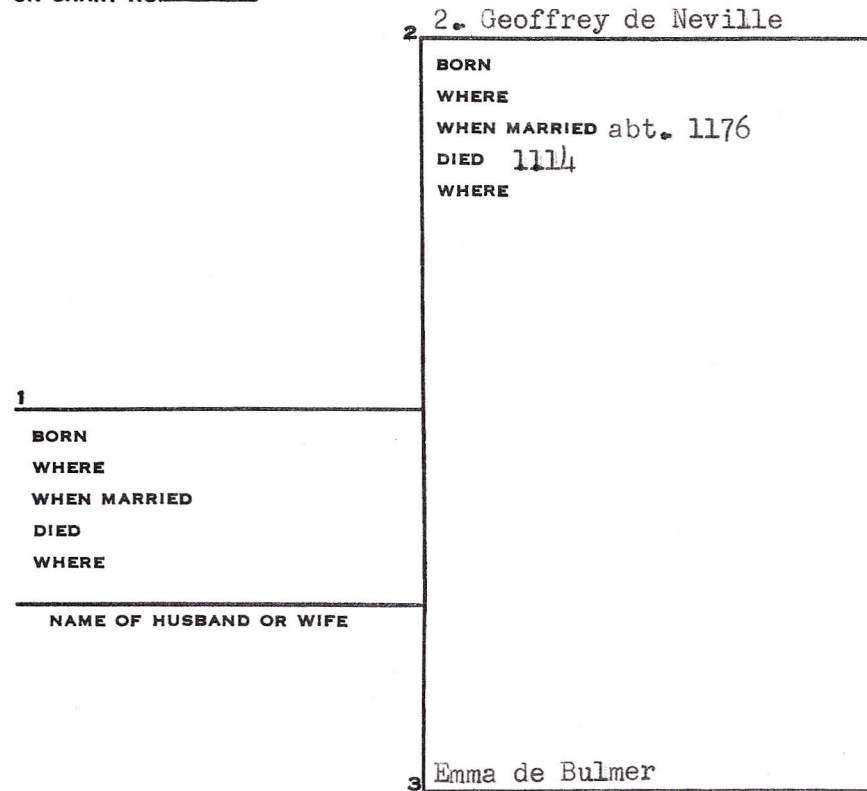 2. Geoffrey de Neville
2
BORN
WHERE
WHEN MARRIED abt. 1176
DIED 1114
WHERE
1
BORN
WHERE
WHEN MARRIED
DIED
WHERE
NAME OF HUSBAND OR WIFE
Emma de Bulmer
3